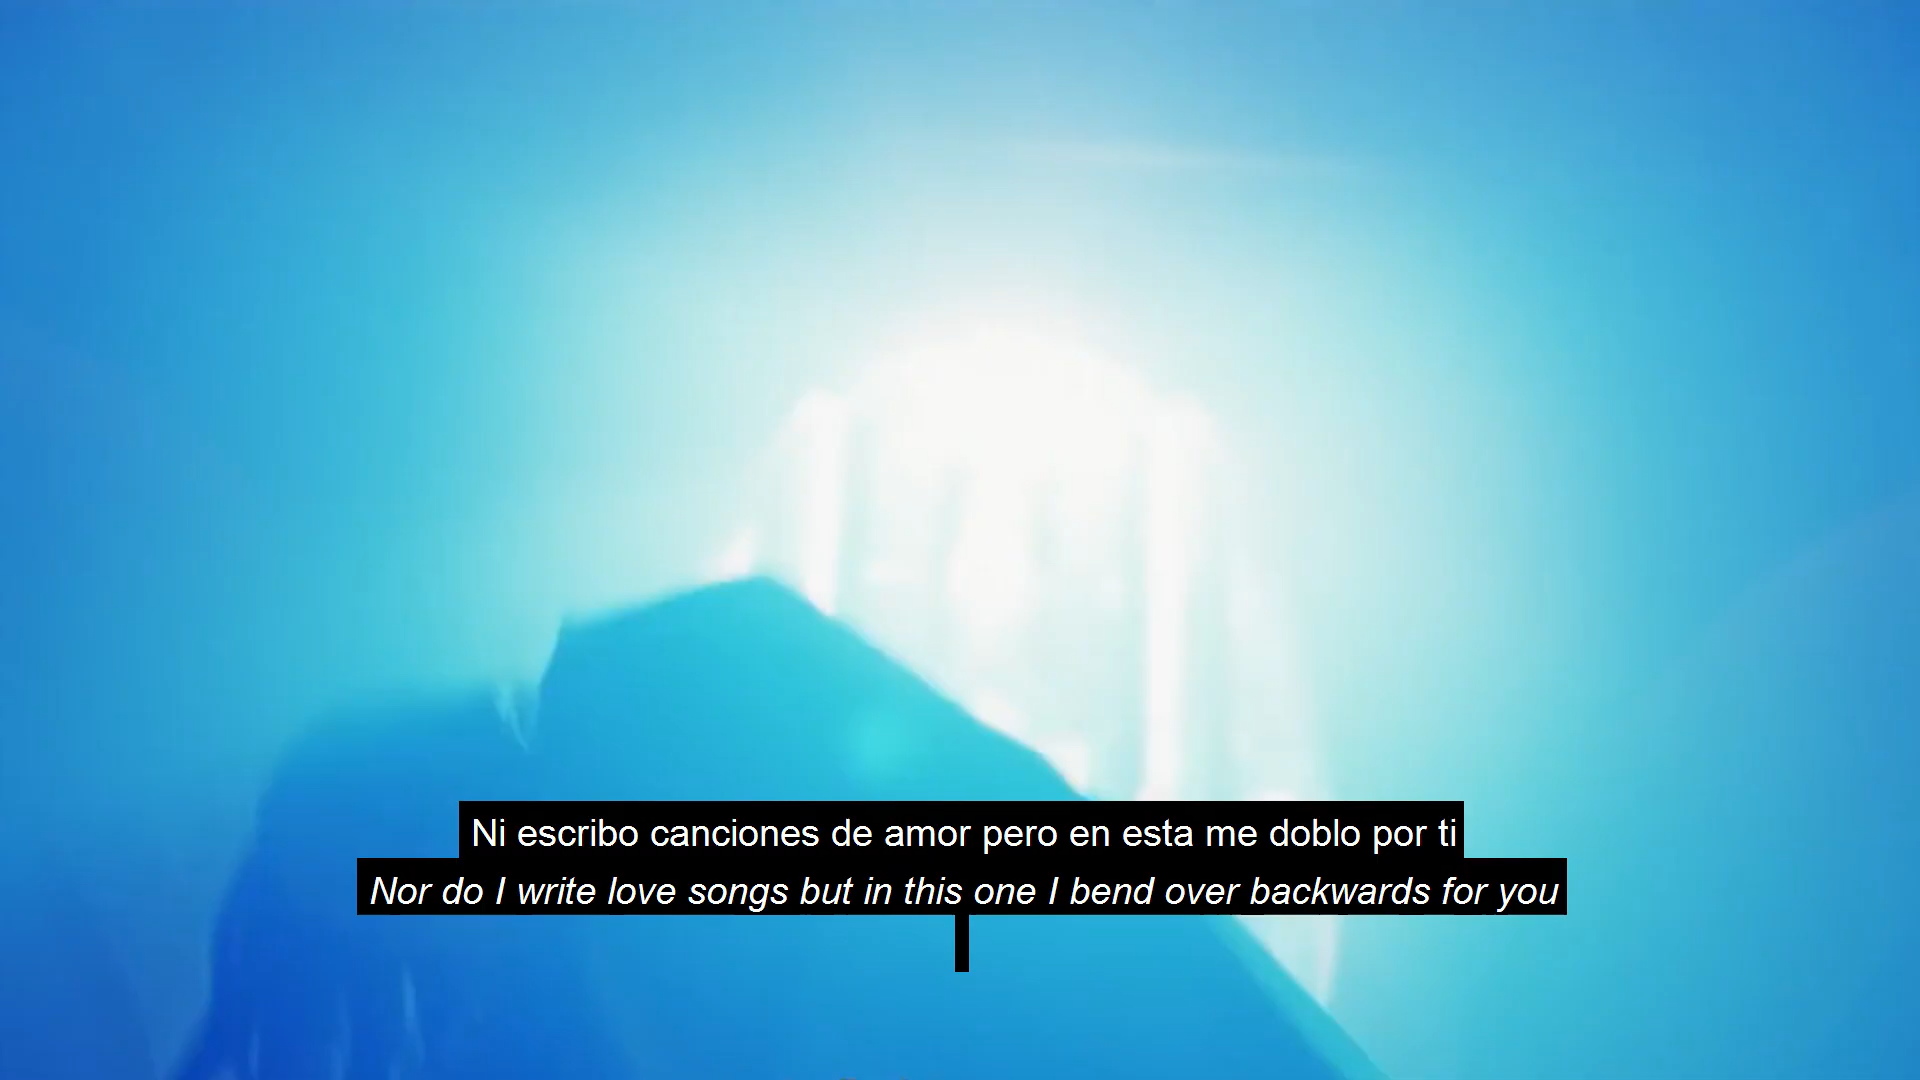 Ni escribo canciones de amor pero en esta me doblo por ti
Nor do I write love songs but in this one I bend over backwards for you